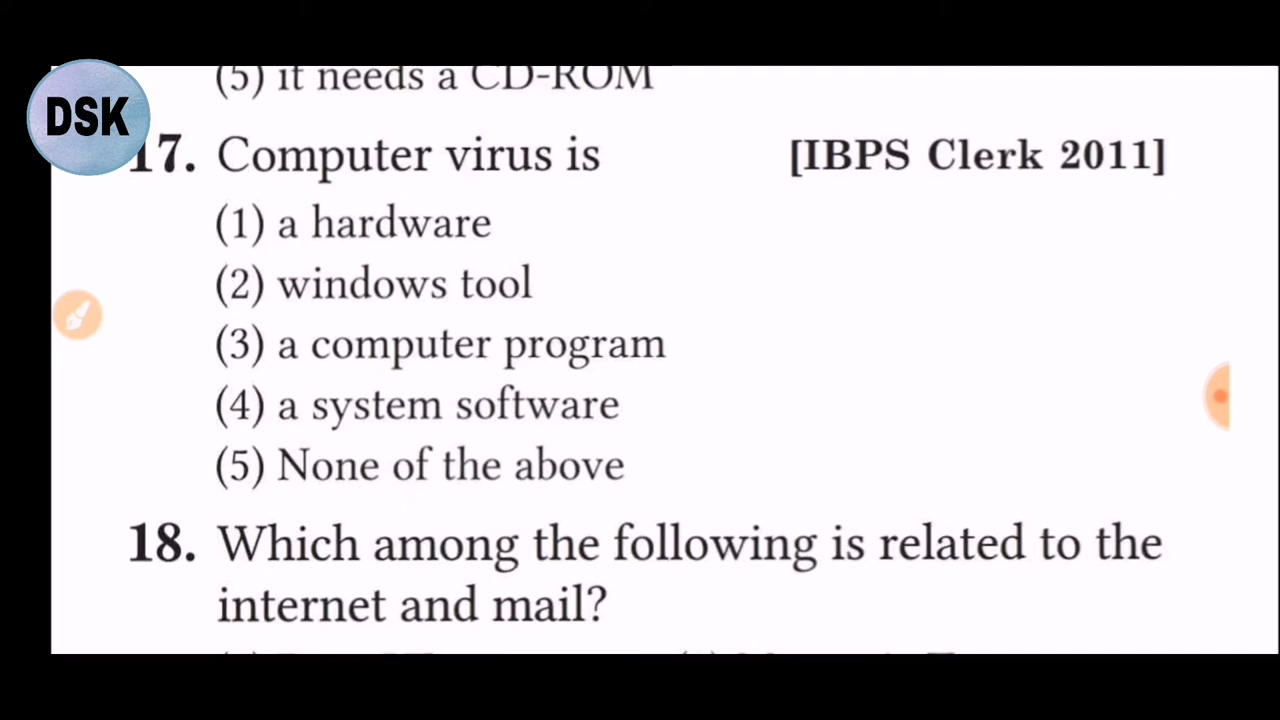 (5) it needs a CD-ROM
DSK
17. Computer virus is [IBPS Clerk 2011]
(1) a hardware
(2) windows tool
(3) a computer program
(4) a system software
(5) None of the above
18. Which among the following is related to the
internet and mail?